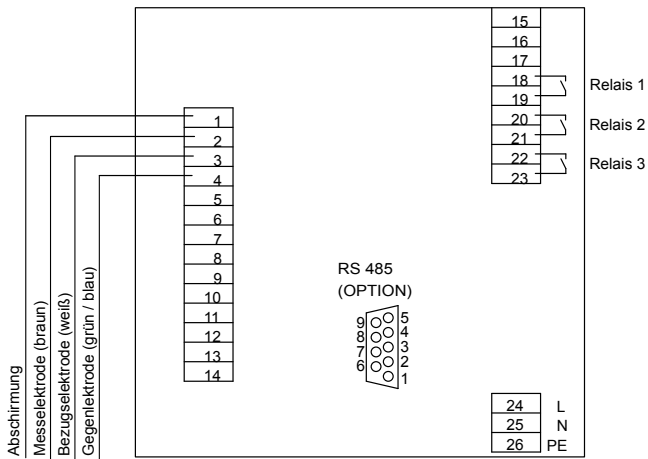 15
16
17
18
19
Relais 1
20
21
Relais 2
22
23
Relais 3
1
2
3
4
5
6
7
8
9
10
11
12
13
14
Abschirmung
Messelektrode (braun)
Bezugselektrode (weiß)
Gegenlektrode (grün / blau)
RS 485
(OPTION)
9 5
8 4
7 3
6 2
1
24 L
25 N
26 PE